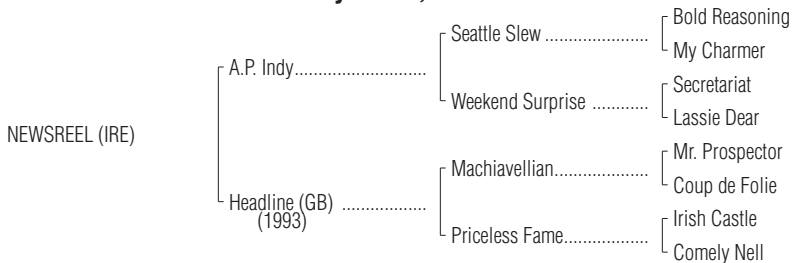 Bold Reasoning
Seattle Slew ........................
My Charmer
A.P. Indy..............................
Secretariat
Weekend Surprise .............
Lassie Dear
NEWSREEL (IRE)
Mr. Prospector
Machiavellian......................
Coup de Folie
Headline (GB) ...................
(1993)
Irish Castle
Priceless Fame....................
Comely Nell